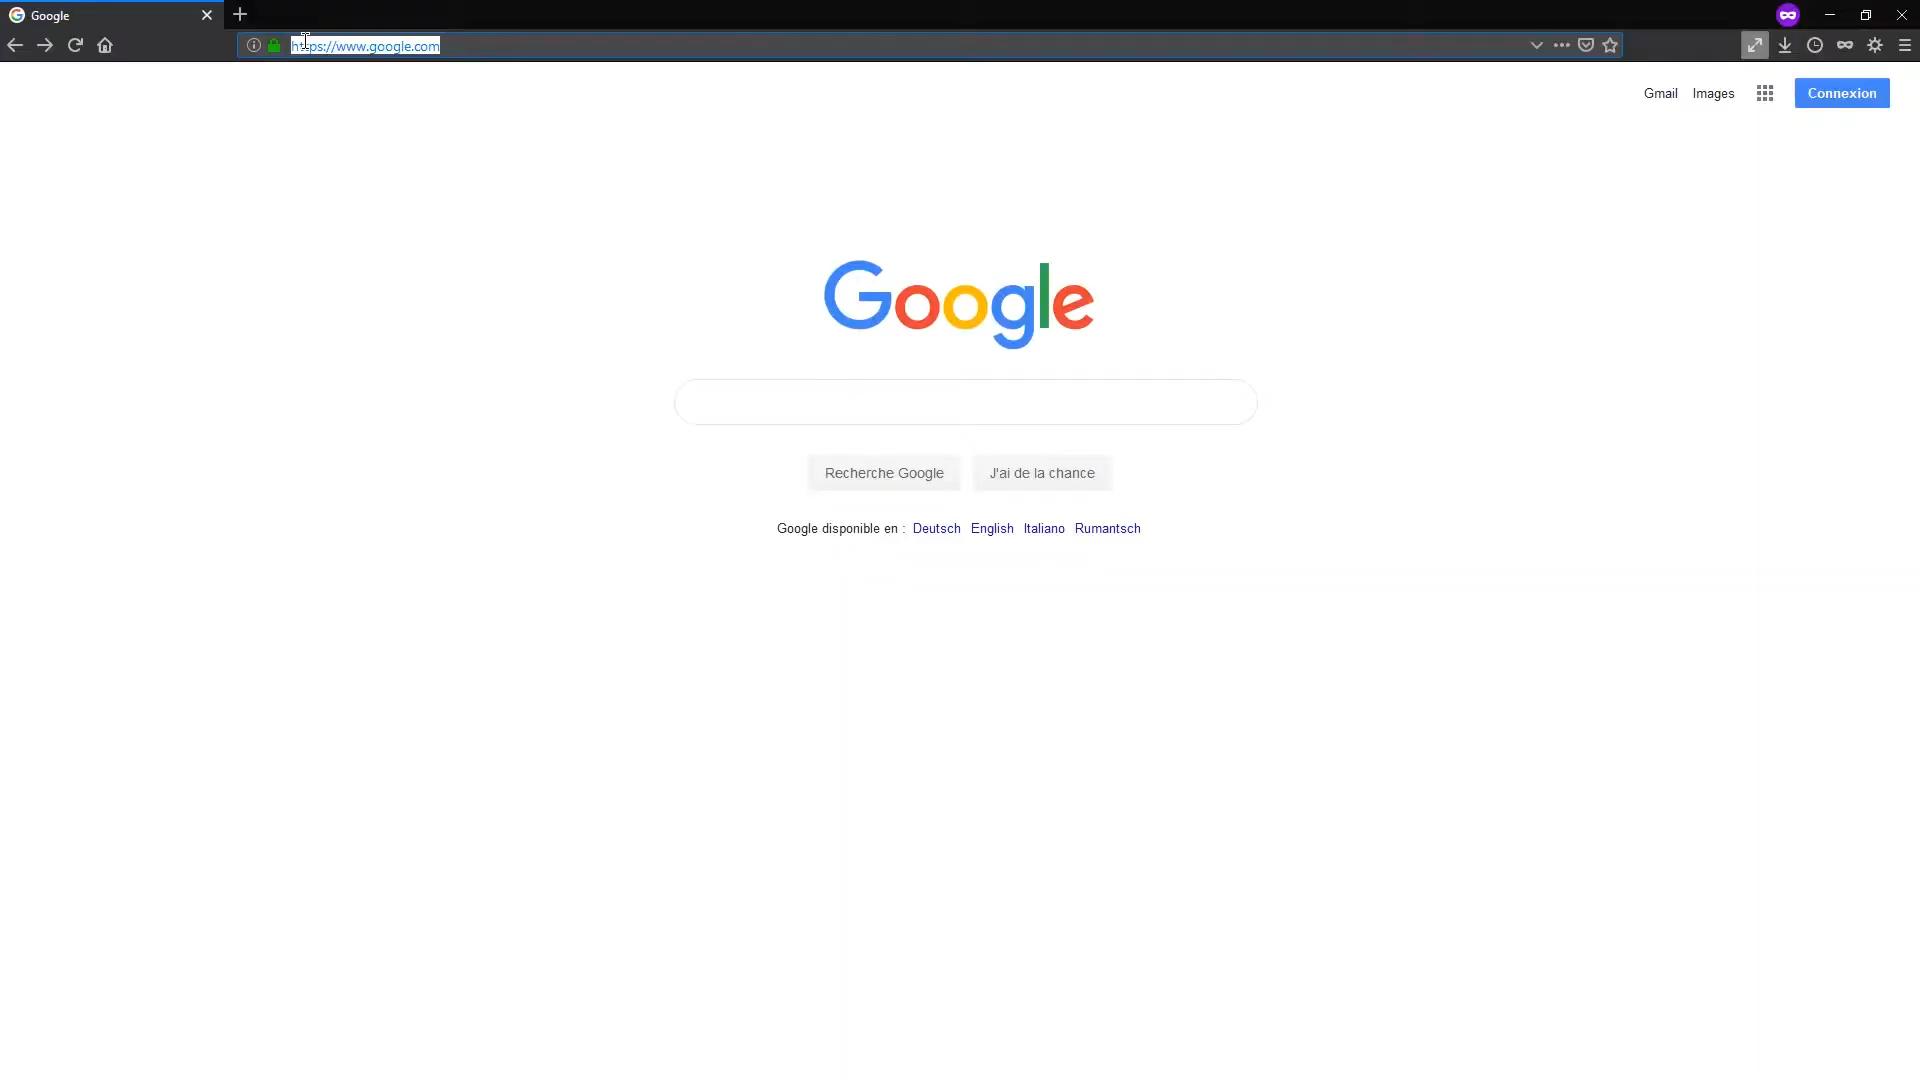 Google
https://www.google.com
Gmail Images Connexion
Google
Recherche Google J'ai de la chance
Google disponible en : Deutsch English Italiano Rumantsch